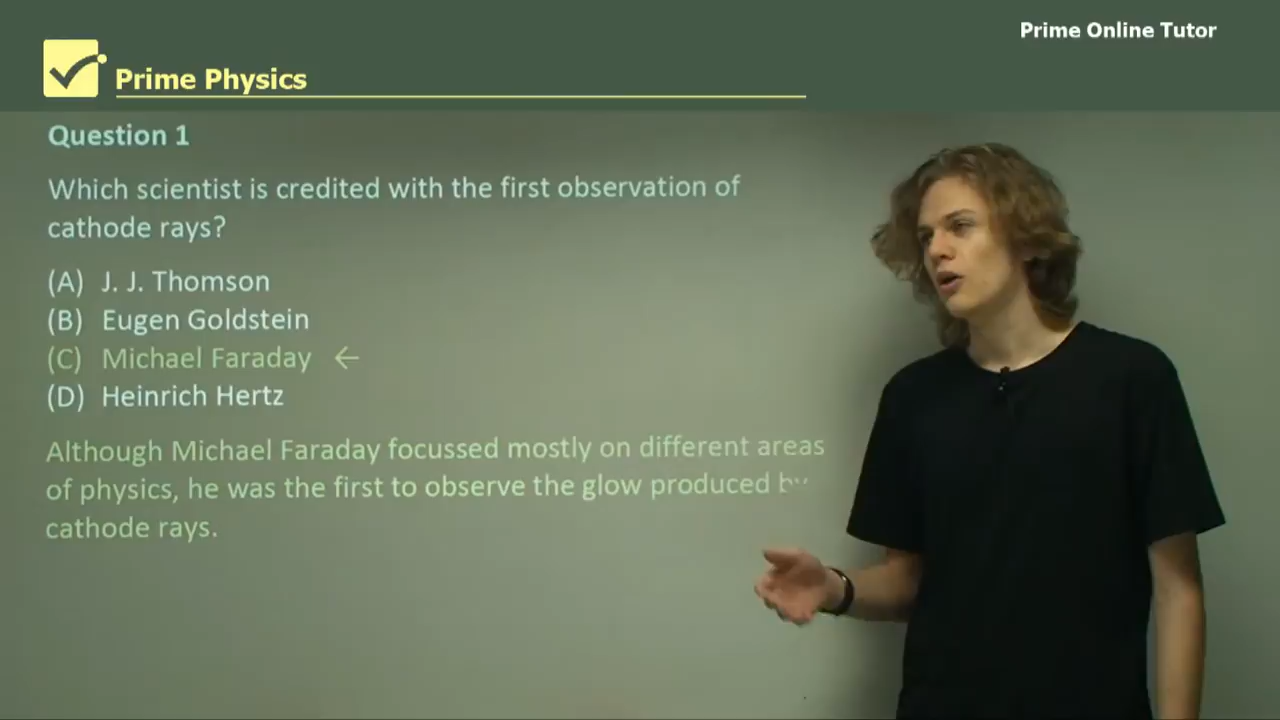 Prime Online Tutor
Prime Physics
Question 1
Which scientist is credited with the first observation of
cathode rays?
(A) J. J. Thomson
(B) Eugen Goldstein
(C) Michael Faraday ←
(D) Heinrich Hertz
Although Michael Faraday focussed mostly on different areas
of physics, he was the first to observe the glow produced
cathode rays.